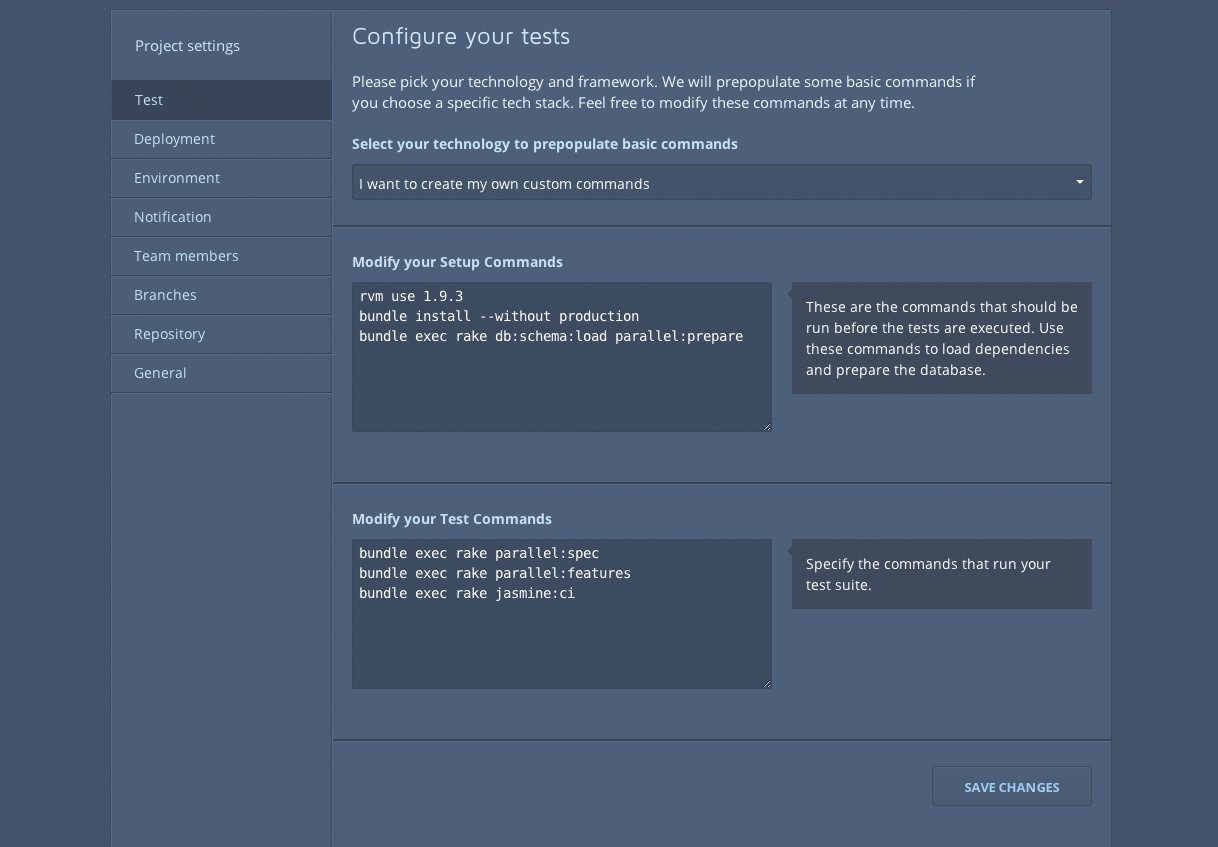 Project settings
Test
Deployment
Environment
Notification
Team members
Branches
Repository
General
Configure your tests
Please pick your technology and framework. We will prepopulate some basic commands if
you choose a specific tech stack. Feel free to modify these commands at any time.
Select your technology to prepopulate basic commands
I want to create my own custom commands
Modify your Setup Commands
rvm use 1.9.3
bundle install --without production
bundle exec rake db:schema:load parallel:prepare
These are the commands that should be
run before the tests are executed. Use
these commands to load dependencies
and prepare the database.
Modify your Test Commands
bundle exec rake parallel:spec
bundle exec rake parallel:features
bundle exec rake jasmine:ci
Specify the commands that run your
test suite.
SAVE CHANGES